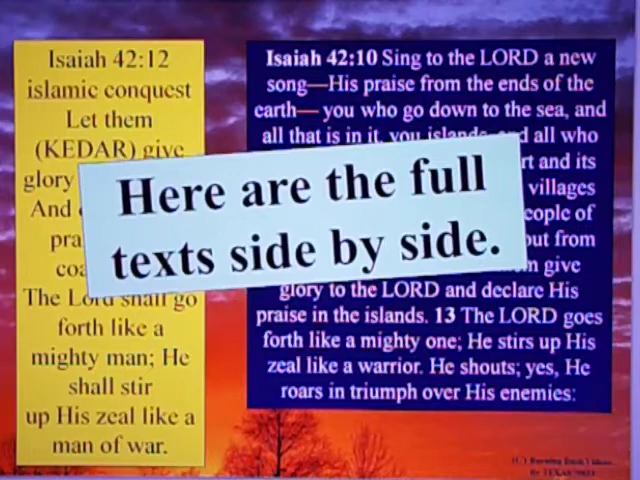 Isaiah 42:12
islamic conquest
Let them
(KEDAR) give
glory
And
The Lord shall go
forth like a
mighty man; He
shall stir
up His zeal like a
man of war.
Isaiah 42:10 Sing to the LORD a new
song—His praise from the ends of the
earth— you who go down to the sea, and
all that is in it, you islands, and all who
and its
villages
of
out from
give
glory to the LORD and declare His
praise in the islands. 13 The LORD goes
forth like a mighty one; He stirs up His
zeal like a warrior. He shouts; yes, He
roars in triumph over His enemies:
Here are the full
texts side by side.